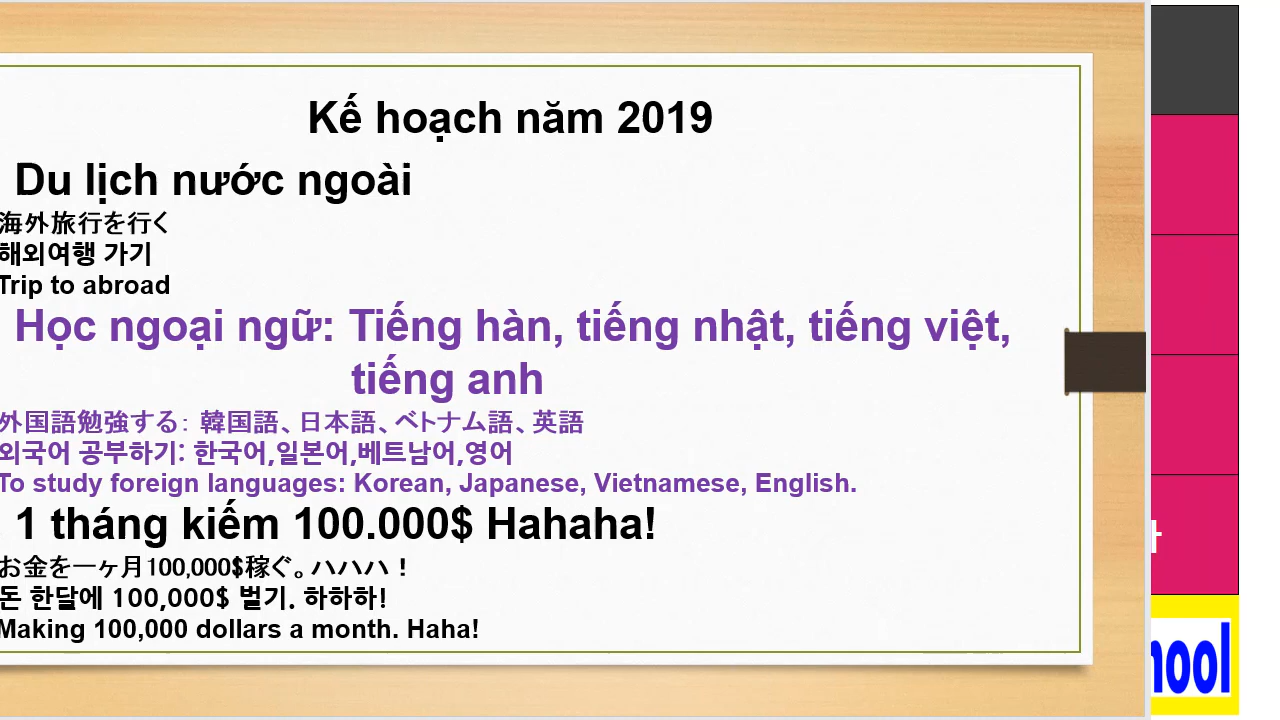 Kế hoạch năm 2019
Du lịch nước ngoài
海外旅行を行く
해외여행 가기
Trip to abroad
Học ngoại ngữ: Tiếng hàn, tiếng nhật, tiếng việt,
tiếng anh
外国語勉強する: 韓国語、日本語、ベトナム語、英語
외국어 공부하기: 한국어,일본어,베트남어,영어
To study foreign languages: Korean, Japanese, Vietnamese, English.
1 tháng kiếm 100.000$ Hahaha!
お金を一ヶ月100,000$稼ぐ。ハハハ！
돈 한달에 100,000$ 벌기. 하하하!
Making 100,000 dollars a month. Haha!